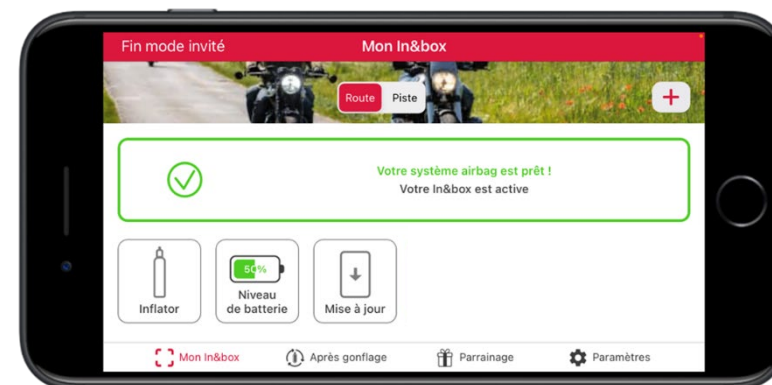 Fin mode invité
Mon In&box
Route
Piste
+
Votre système airbag est prêt !
Votre In&box est active
50%
Inflator
Niveau
de batterie
Mise à jour
Mon In&box
Après gonflage
Parrainage
Paramètres